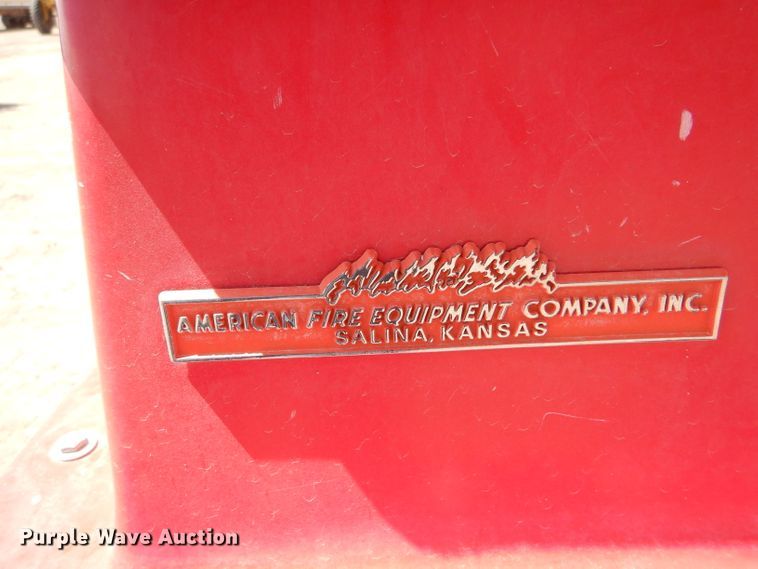 AMERICAN FIRE EQUIPMENT COMPANY, INC.
SALINA, KANSAS
Purple Wave Auction